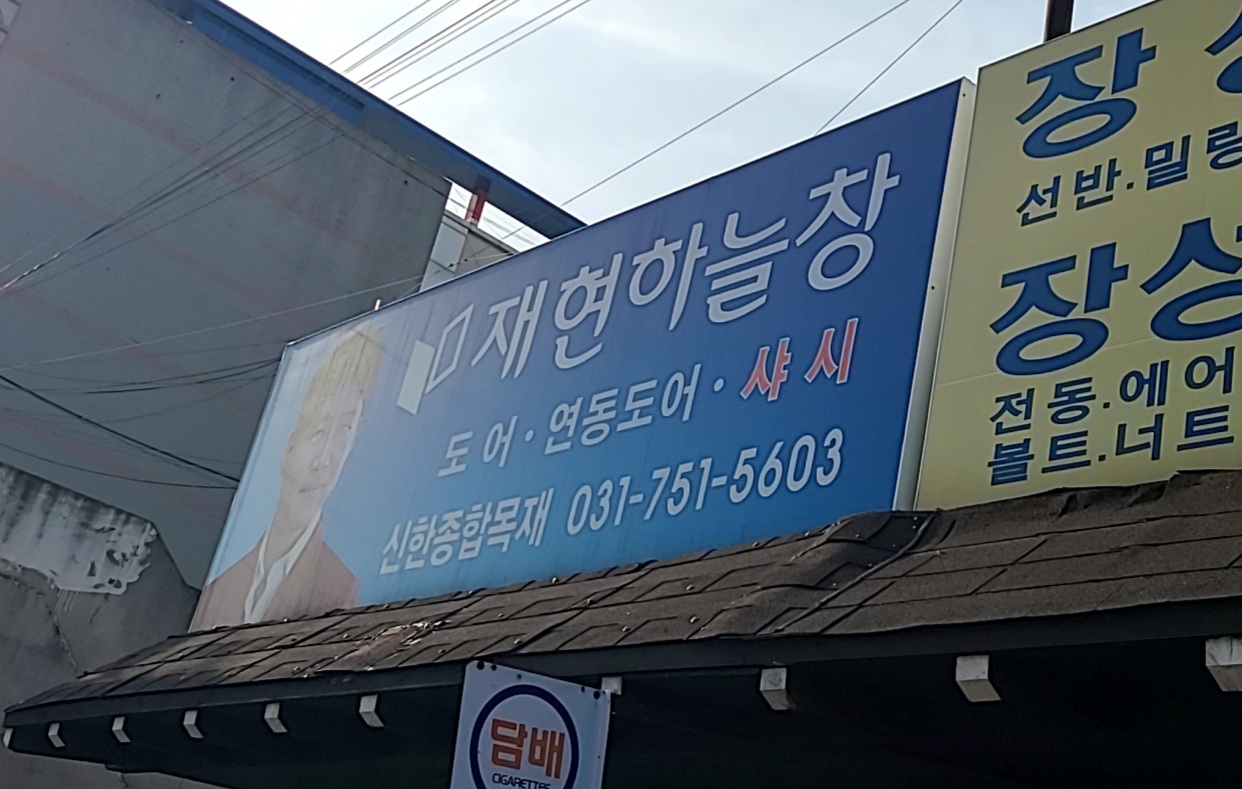 재현하늘창
도어·연동도어·샤시
신한종합목재 031-751-5603
장
선반.밀링
장성
전동.에어
볼트.너트
담배
CIGARETTES